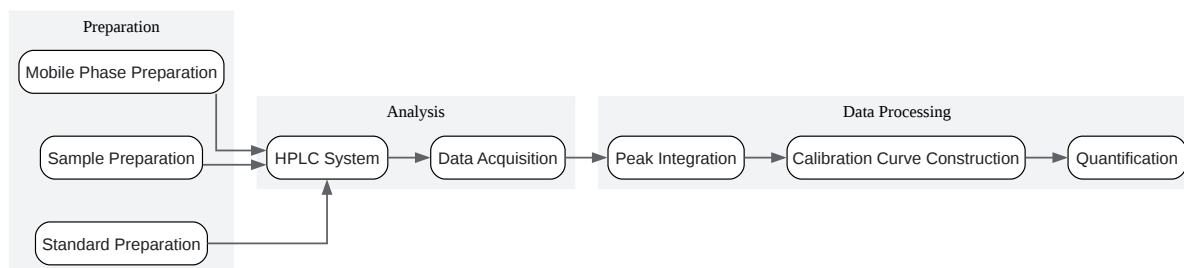 Preparation
Mobile Phase Preparation
Sample Preparation
Standard Preparation
Analysis
HPLC System
Data Acquisition
Data Processing
Peak Integration
Calibration Curve Construction
Quantification